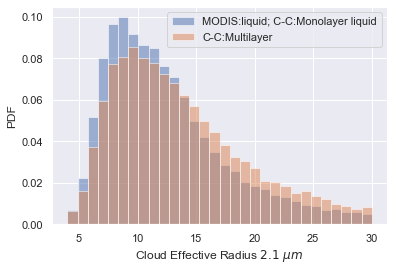 0.10
0.08
0.06
0.04
0.02
0.00
PDF
MODIS:liquid; C-C:Monolayer liquid
C-C:Multilayer
5 10 15 20 25 30
Cloud Effective Radius 2.1 μm